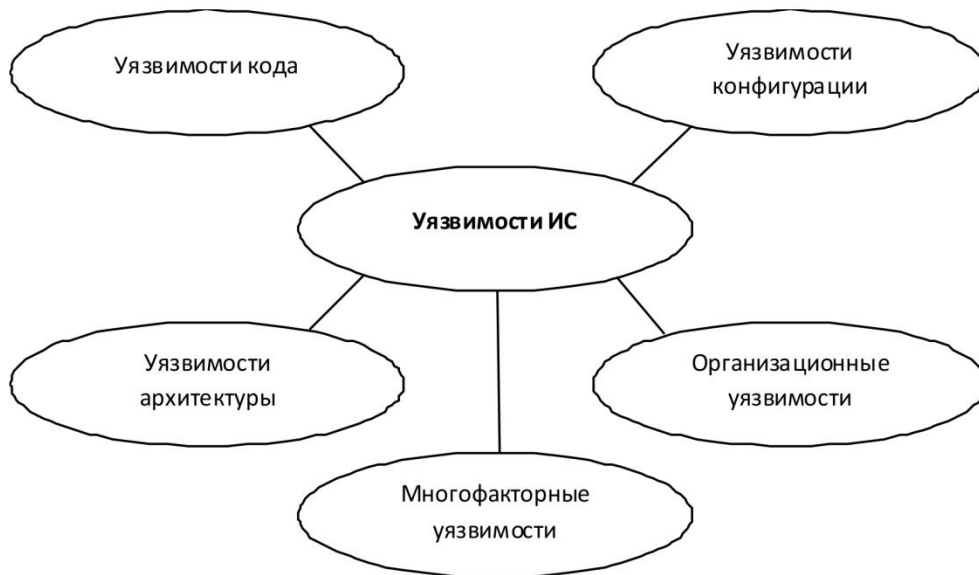 Уязвимости кода
Уязвимости
конфигурации
Уязвимости ИС
Уязвимости
архитектуры
Организационные
уязвимости
Многофакторные
уязвимости